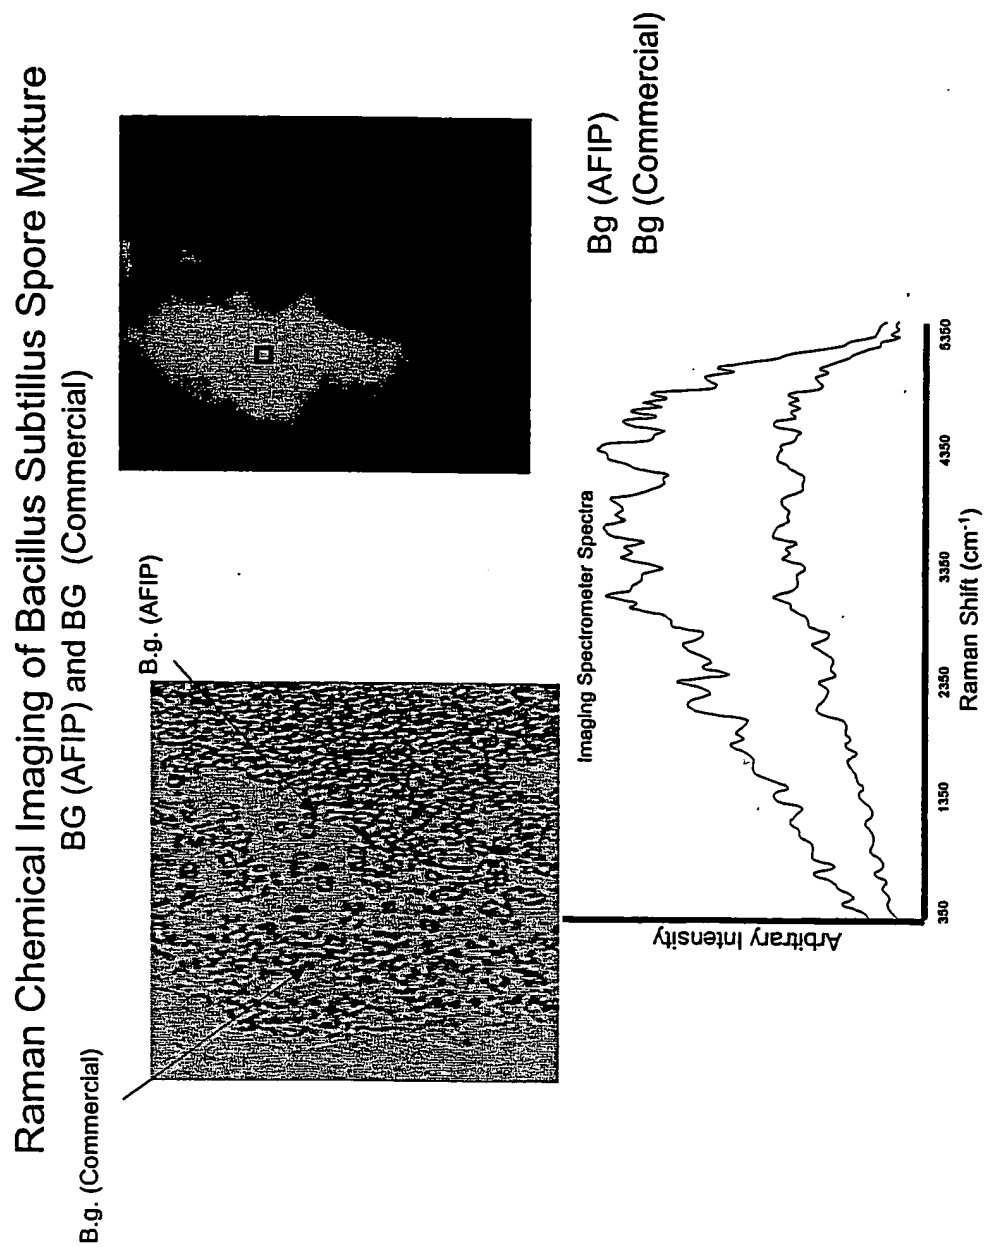 Raman Chemical Imaging of Bacillus Subtillus Spore Mixture
BG (AFIP) and BG (Commercial)
B.g. (Commercial)
B.g. (AFIP)
Imaging Spectrometer Spectra
Arbitrary Intensity
350 1350 2350 3350 4350 5350
Raman Shift (cm⁻¹)
Bg (AFIP)
Bg (Commercial)